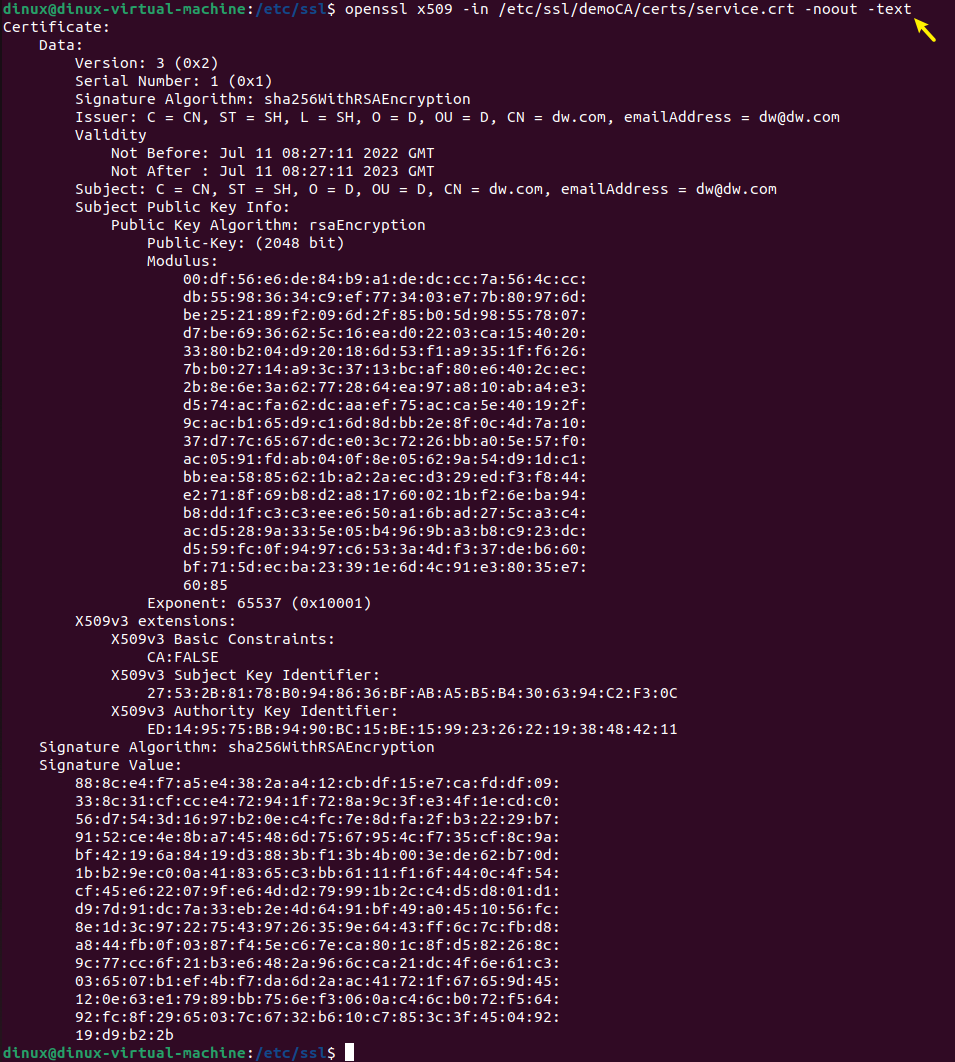 dinux@dinux-virtual-machine:/etc/ssl$ openssl x509 -in /etc/ssl/demoCA/certs/service.crt -noout -text
Certificate:
    Data:
        Version: 3 (0x2)
        Serial Number: 1 (0x1)
        Signature Algorithm: sha256WithRSAEncryption
        Issuer: C = CN, ST = SH, L = SH, O = D, OU = D, CN = dw.com, emailAddress = dw@dw.com
        Validity
            Not Before: Jul 11 08:27:11 2022 GMT
            Not After : Jul 11 08:27:11 2023 GMT
        Subject: C = CN, ST = SH, O = D, OU = D, CN = dw.com, emailAddress = dw@dw.com
        Subject Public Key Info:
            Public Key Algorithm: rsaEncryption
                Public-Key: (2048 bit)
                Modulus:
                    00:df:56:e6:de:84:b9:a1:de:dc:cc:7a:56:4c:cc:
                    db:55:98:36:34:c9:ef:77:34:03:e7:7b:80:97:6d:
                    be:25:21:89:f2:09:6d:2f:85:b0:5d:98:55:78:07:
                    d7:be:69:36:62:5c:16:ea:d0:22:03:ca:15:40:20:
                    33:80:b2:04:d9:20:18:6d:53:f1:a9:35:1f:f6:26:
                    7b:b0:27:14:a9:3c:37:13:bc:af:80:e6:40:2c:ec:
                    2b:8e:6e:3a:62:77:28:64:ea:97:a8:10:ab:a4:e3:
                    d5:74:ac:fa:62:dc:aa:ef:75:ac:ca:5e:40:19:2f:
                    9c:ac:b1:65:d9:c1:6d:8d:bb:2e:8f:0c:4d:7a:10:
                    37:d7:7c:65:67:dc:e0:3c:72:26:bb:a0:5e:57:f0:
                    ac:05:91:fd:ab:04:0f:8e:05:62:9a:54:d9:1d:c1:
                    bb:ea:58:85:62:1b:a2:2a:ec:d3:29:ed:f3:f8:44:
                    e2:71:8f:69:b8:d2:a8:17:60:02:1b:f2:6e:ba:94:
                    b8:dd:1f:c3:c3:ee:e6:50:a1:6b:ad:27:5c:a3:c4:
                    ac:d5:28:9a:33:5e:05:b4:96:9b:a3:b8:c9:23:dc:
                    d5:59:fc:0f:94:97:c6:53:3a:4d:f3:37:de:b6:60:
                    bf:71:5d:ec:ba:23:39:1e:6d:4c:91:e3:80:35:e7:
                    60:85
                Exponent: 65537 (0x10001)
        X509v3 extensions:
            X509v3 Basic Constraints:
                CA:FALSE
            X509v3 Subject Key Identifier:
                27:53:2B:81:78:B0:94:86:36:BF:AB:A5:B5:B4:30:63:94:C2:F3:0C
            X509v3 Authority Key Identifier:
                ED:14:95:75:BB:94:90:BC:15:BE:15:99:23:26:22:19:38:48:42:11
    Signature Algorithm: sha256WithRSAEncryption
    Signature Value:
        88:8c:e4:f7:a5:e4:38:2a:a4:12:cb:df:15:e7:ca:fd:df:09:
        33:8c:31:cf:cc:e4:72:94:1f:72:8a:9c:3f:e3:4f:1e:cd:c0:
        56:d7:54:3d:16:97:b2:0e:c4:fc:7e:8d:fa:2f:b3:22:29:b7:
        91:52:ce:4e:8b:a7:45:48:6d:75:67:95:4c:f7:35:cf:8c:9a:
        bf:42:19:6a:84:19:d3:88:3b:f1:3b:4b:00:3e:de:62:b7:0d:
        1b:b2:9e:c0:0a:41:83:65:c3:bb:61:11:f1:6f:44:0c:4f:54:
        cf:45:e6:22:07:9f:e6:4d:d2:79:99:1b:2c:c4:d5:d8:01:d1:
        d9:7d:91:dc:7a:33:eb:2e:4d:64:91:bf:49:a0:45:10:56:fc:
        8e:1d:3c:97:22:75:43:97:26:35:9e:64:43:ff:6c:7c:fb:d8:
        a8:44:fb:0f:03:87:f4:5e:c6:7e:ca:80:1c:8f:d5:82:26:8c:
        9c:77:cc:6f:21:b3:e6:48:2a:96:6c:ca:21:dc:4f:6e:61:c3:
        03:65:07:b1:ef:4b:f7:da:6d:2a:ac:41:72:1f:67:65:9d:45:
        12:0e:63:e1:79:89:bb:75:6e:f3:06:0a:c4:6c:b0:72:f5:64:
        92:fc:8f:29:65:03:7c:67:32:b6:10:c7:85:3c:3f:45:04:92:
        19:d9:b2:2b
dinux@dinux-virtual-machine:/etc/ssl$